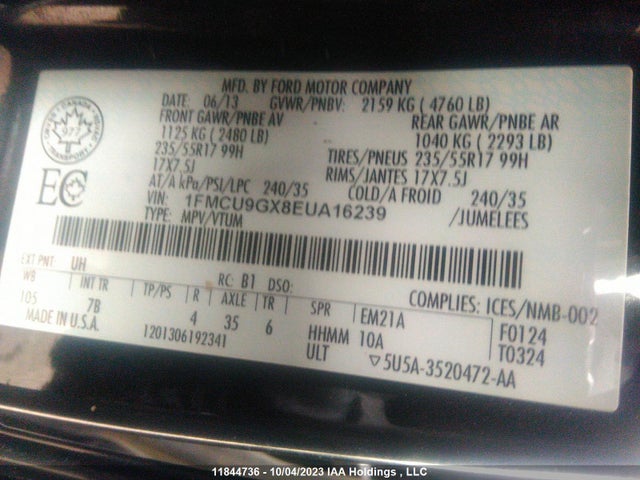 MFD. BY FORD MOTOR COMPANY
DATE: 06/13 GVWR/PNBV: 2159 KG ( 4760 LB)
FRONT GAWR/PNBE AV REAR GAWR/PNBE AR
1125 KG ( 2480 LB) 1040 KG ( 2293 LB)
235/55R17 99H TIRES/PNEUS 235/55R17 99H
17X7.5J RIMS/JANTES 17X7.5J
AT/A kPa/PSI/LPC 240/35 COLD/A FROID 240/35
VIN: 1FMCU9GX8EUA16239 /JUMELEES
TYPE: MPV/VTUM
977
CANADA
TRANSPORT
EC
EXT PNT: UH RC: B1 DSO:
COMPLIES: ICES/NMB-002
WB INT TR TP/PS R AXLE TR SPR EM21A F0124
105 7B 4 35 6 HHMM 10A T0324
MADE IN U.S.A. 1201306192341 ULT ▽5U5A-3520472-AA
11844736 - 10/04/2023 IAA Holdings , LLC